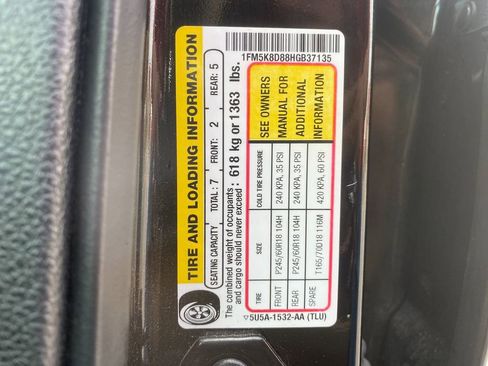 1FM5K8D88HGB37135
TIRE AND LOADING INFORMATION
SEATING CAPACITY TOTAL: 7 FRONT: 2 REAR: 5
The combined weight of occupants
and cargo should never exceed : 618 kg or 1363 lbs.
TIRE SIZE COLD TIRE PRESSURE SEE OWNERS
FRONT P245/60R18 104H 240 KPA, 35 PSI MANUAL FOR
REAR P245/60R18 104H 240 KPA, 35 PSI ADDITIONAL
SPARE T165/70D18 116M 420 KPA, 60 PSI INFORMATION
▽5U5A-1532-AA (TLU)